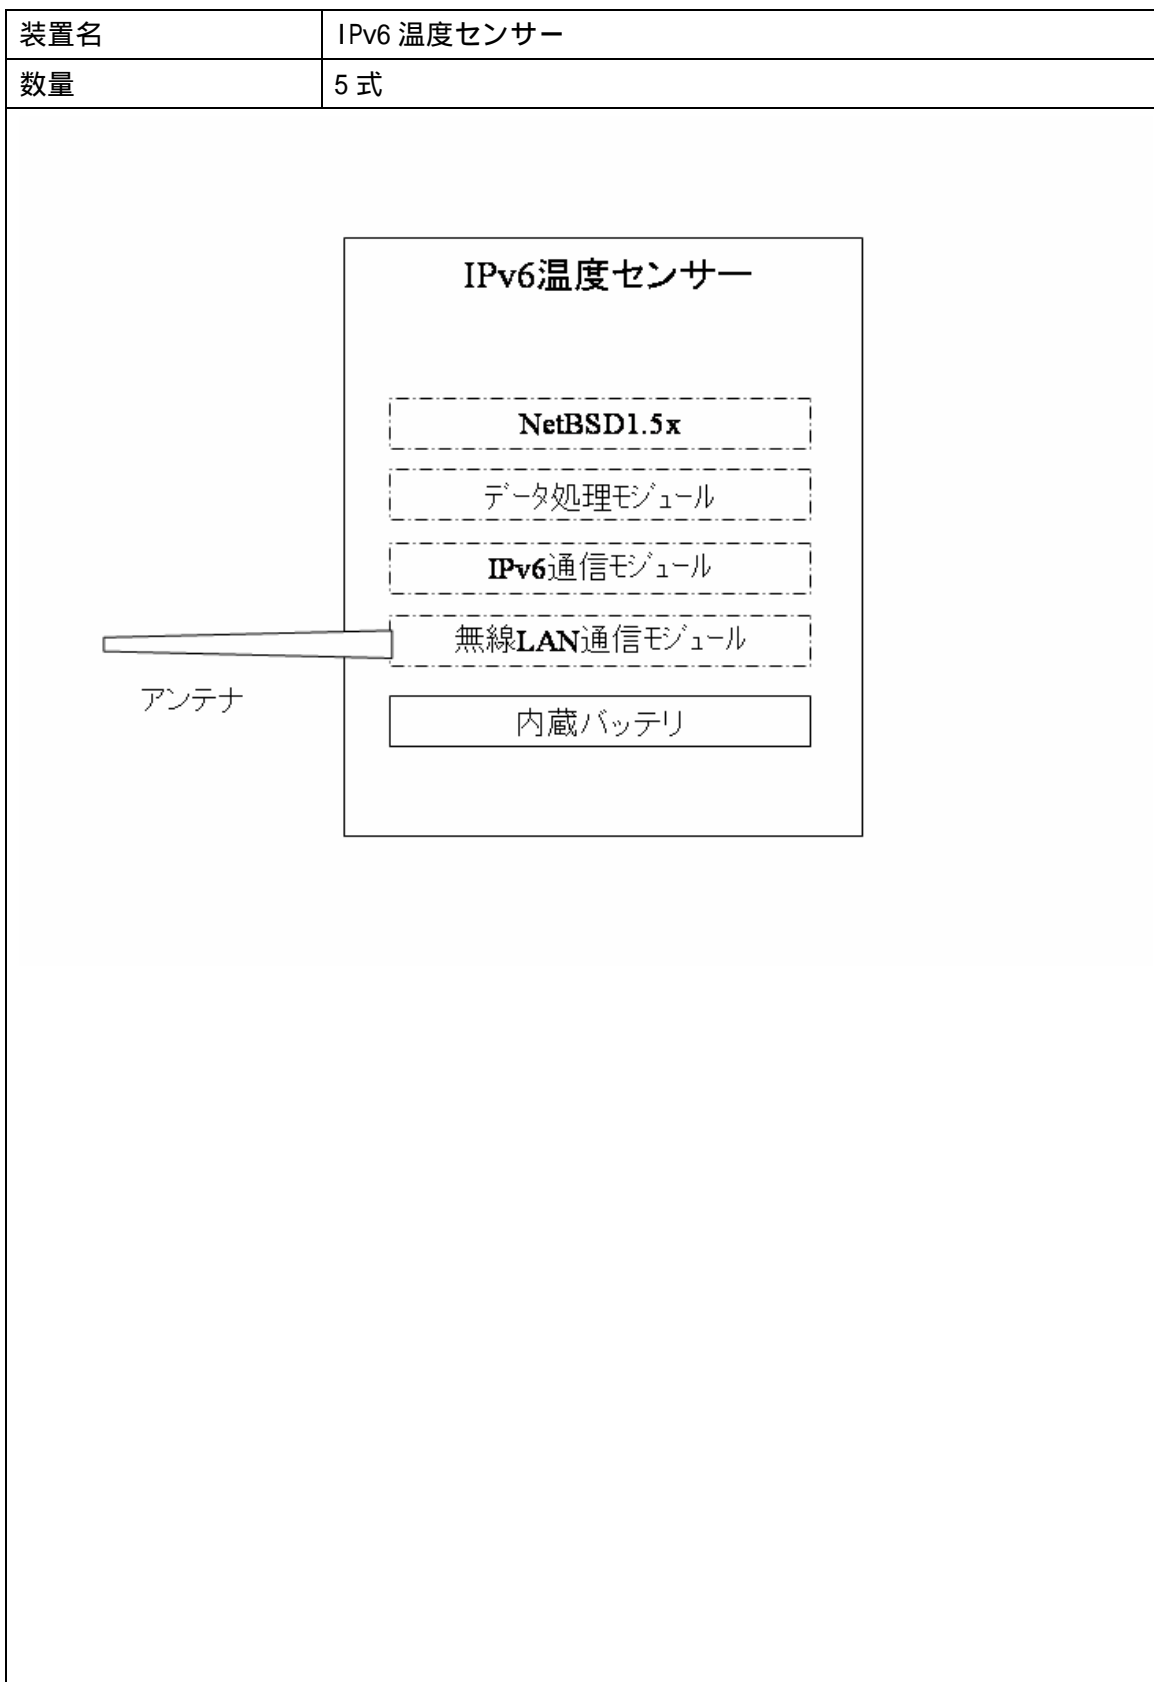 装置名 IPv6 温度センサー
数量 5 式
IPv6温度センサー
NetBSD1.5x
データ処理モジュール
IPv6通信モジュール
無線LAN通信モジュール
アンテナ
内蔵バッテリ